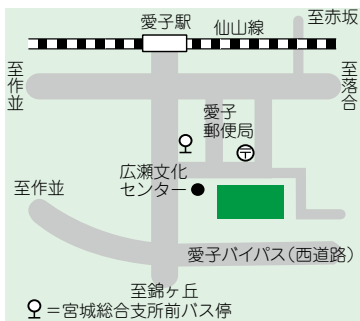 至赤坂
愛子駅
仙山線
至作並
至落合
愛子
郵便局
〒
広瀬文化
センター
至作並
愛子バイパス（西道路）
至錦ヶ丘
＝宮城総合支所前バス停